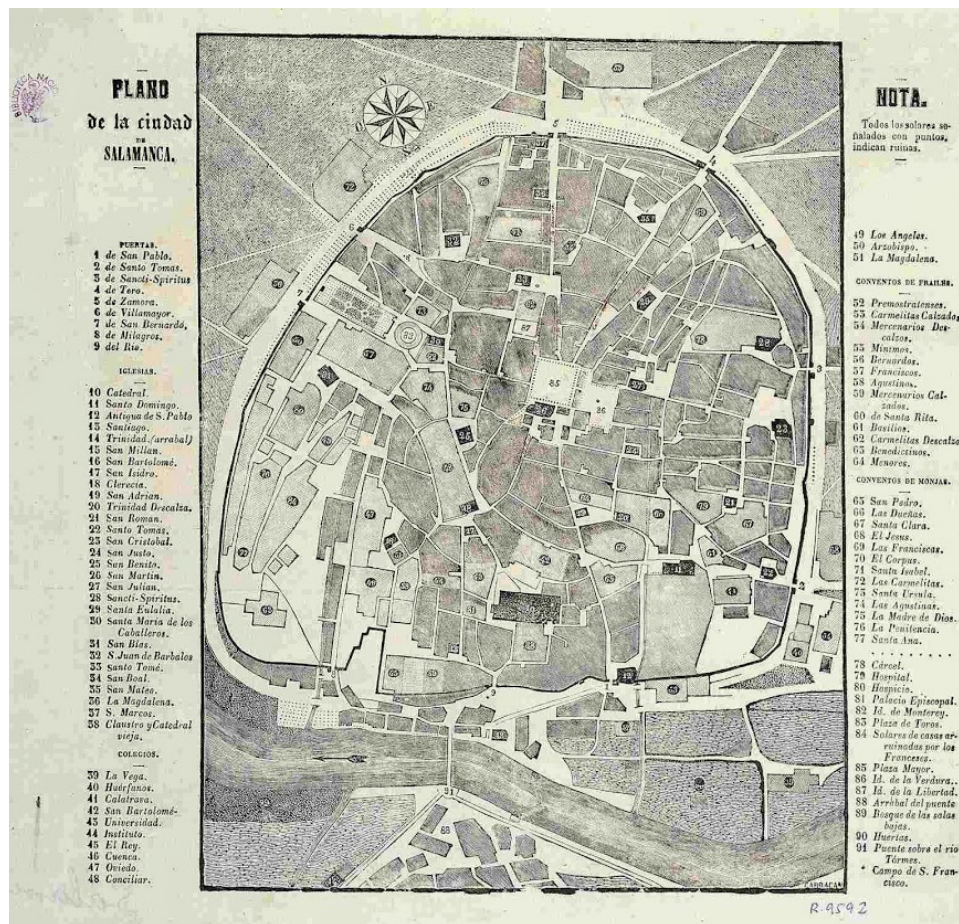 PLANO
de la ciudad
DE
SALAMANCA.
PUERTAS.
1 de San Pablo.
2 de Santo Tomas.
3 de Sancti-Spiritus
4 de Toro.
5 de Zamora.
6 de Villamayor.
7 de San Bernardo.
8 de Milagros.
9 del Rio.
IGLESIAS.
10 Catedral.
11 Santo Domingo.
12 Antigua de S. Pablo
13 Santiago.
14 Trinidad (arrabal)
15 San Millan.
16 San Bartolomé.
17 San Isidro.
18 Clerecia.
19 San Adrian.
20 Trinidad Descalza.
21 San Roman.
22 Santo Tomas.
23 San Cristobal.
24 San Justo.
25 San Benito.
26 San Martin.
27 San Julian.
28 Sancti-Spiritus.
29 Santa Eulalia.
30 Santa Maria de los
Caballeros.
31 San Blas.
32 S. Juan de Barbalos
33 Santo Tomé.
34 San Boal.
35 San Mateo.
36 La Magdalena.
37 S. Marcos.
38 Claustro y Catedral
vieja.
COLEGIOS.
39 La Vega.
40 Huérfanos.
41 Calatrava.
42 San Bartolomé-
43 Universidad.
44 Instituto.
45 El Rey.
46 Cuenca.
47 Oviedo.
48 Conciliar.
NOTA.
Todos los solares se-
ñalados con puntos,
indican ruinas.
49 Los Angeles.
50 Arzobispo.
51 La Magdalena.
CONVENTOS DE FRAILES.
52 Premostratenses.
53 Carmelitas Calzados
54 Mercenarios Des-
calzos.
55 Mínimos.
56 Bernardos.
57 Franciscos.
58 Agustinos.
59 Mercenarios Cal-
zados.
60 de Santa Rita.
61 Basilios.
62 Carmelitas Descalza
63 Benedictinos.
64 Menores.
CONVENTOS DE MONJAS.
65 San Pedro.
66 Las Dueñas.
67 Santa Clara.
68 El Jesus.
69 Las Franciscas.
70 El Corpus.
71 Santa Isabel.
72 Las Carmelitas.
73 Santa Ursula.
74 Las Agustinas.
75 La Madre de Dios.
76 La Penitencia.
77 Santa Ana.
78 Cárcel.
79 Hospital.
80 Hospicio.
81 Palacio Episcopal.
82 Id. de Monterey.
83 Plaza de Toros.
84 Solares de casas ar-
ruinadas por los
Franceses.
85 Plaza Mayor.
86 Id. de la Verdura.
87 Id. de la Libertad.
88 Arrabal del puente
89 Bosque de las salas
bajas.
90 Huertas.
91 Puente sobre el rio
Tórmes.
* Campo de S. Fran-
cisco.
R-9592